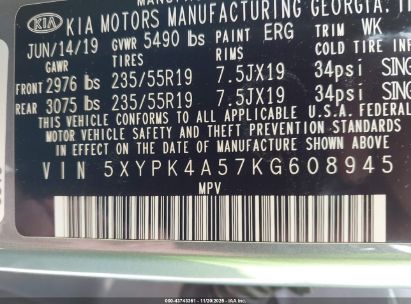 KIA KIA MOTORS MANUFACTURING GEORGIA,
JUN/14/19 GVWR 5490 lbs PAINT ERG TRIM WK
GAWR TIRES RIMS COLD
FRONT 2976 lbs 235/55R19 7.5JX19 34psi SING
REAR 3075 lbs 235/55R19 7.5JX19 34psi SING
THIS VEHICLE CONFORMS TO ALL APPLICABLE U.S.A. FEDERAL
MOTOR VEHICLE SAFETY AND THEFT PREVENTION STANDARDS
IN EFFECT ON THE DATE OF MANUFACTURE SHOWN ABOVE.
VIN 5XYPK4A57KG608945
MPV